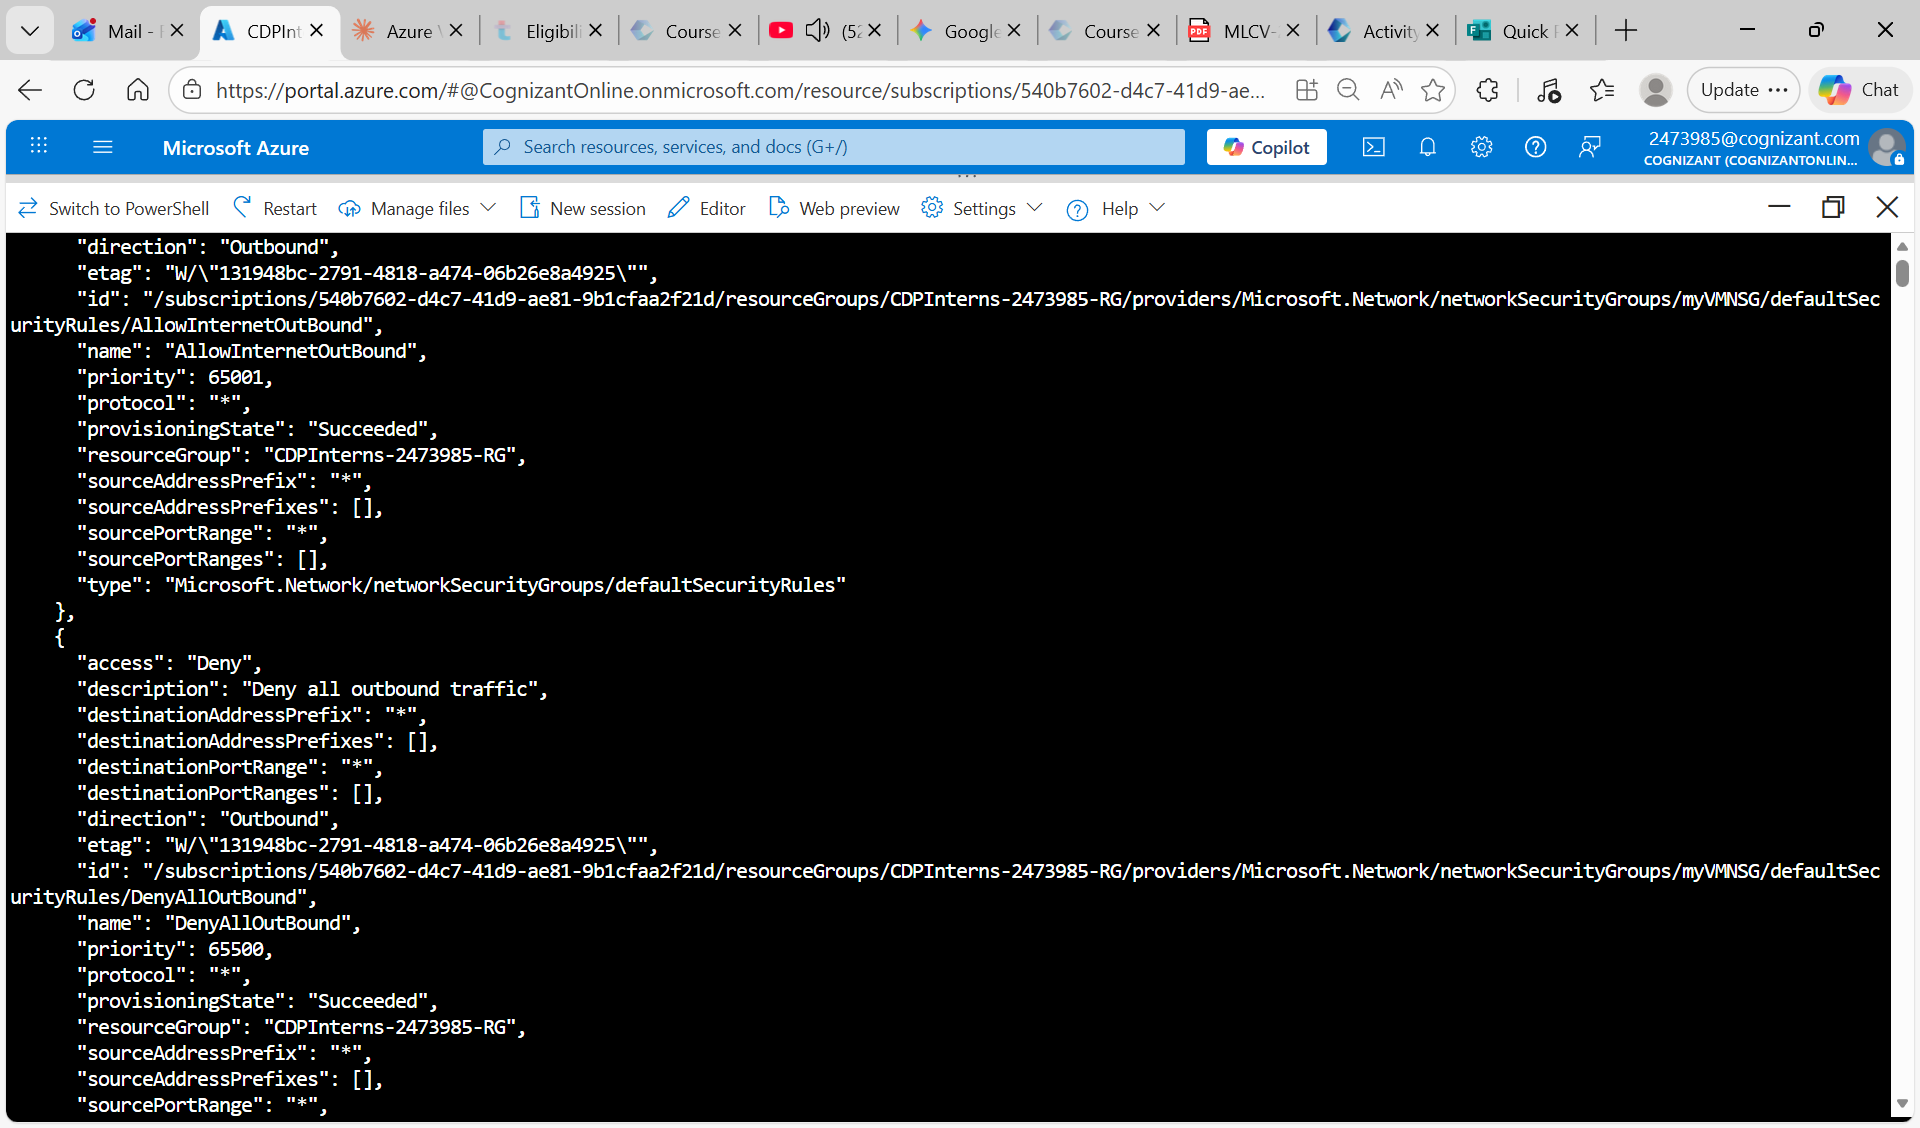 Mail -
CDPInt
Azure
Eligibili
Course
(52
Google
Course
MLCV-
Activity
Quick
https://portal.azure.com/#@CognizantOnline.onmicrosoft.com/resource/subscriptions/540b7602-d4c7-41d9-ae...
Update
Chat
Microsoft Azure
Search resources, services, and docs (G+/)
Copilot
2473985@cognizant.com
COGNIZANT (COGNIZANTONLIN...
Switch to PowerShell
Restart
Manage files
New session
Editor
Web preview
Settings
Help
"direction": "Outbound",
"etag": "W/\"131948bc-2791-4818-a474-06b26e8a4925\"",
"id": "/subscriptions/540b7602-d4c7-41d9-ae81-9b1cfaa2f21d/resourceGroups/CDPInterns-2473985-RG/providers/Microsoft.Network/networkSecurityGroups/myVMNSG/defaultSec
urityRules/AllowInternetOutBound",
"name": "AllowInternetOutBound",
"priority": 65001,
"protocol": "*",
"provisioningState": "Succeeded",
"resourceGroup": "CDPInterns-2473985-RG",
"sourceAddressPrefix": "*",
"sourceAddressPrefixes": [],
"sourcePortRange": "*",
"sourcePortRanges": [],
"type": "Microsoft.Network/networkSecurityGroups/defaultSecurityRules"
},
{
"access": "Deny",
"description": "Deny all outbound traffic",
"destinationAddressPrefix": "*",
"destinationAddressPrefixes": [],
"destinationPortRange": "*",
"destinationPortRanges": [],
"direction": "Outbound",
"etag": "W/\"131948bc-2791-4818-a474-06b26e8a4925\"",
"id": "/subscriptions/540b7602-d4c7-41d9-ae81-9b1cfaa2f21d/resourceGroups/CDPInterns-2473985-RG/providers/Microsoft.Network/networkSecurityGroups/myVMNSG/defaultSec
urityRules/DenyAllOutBound",
"name": "DenyAllOutBound",
"priority": 65500,
"protocol": "*",
"provisioningState": "Succeeded",
"resourceGroup": "CDPInterns-2473985-RG",
"sourceAddressPrefix": "*",
"sourceAddressPrefixes": [],
"sourcePortRange": "*",